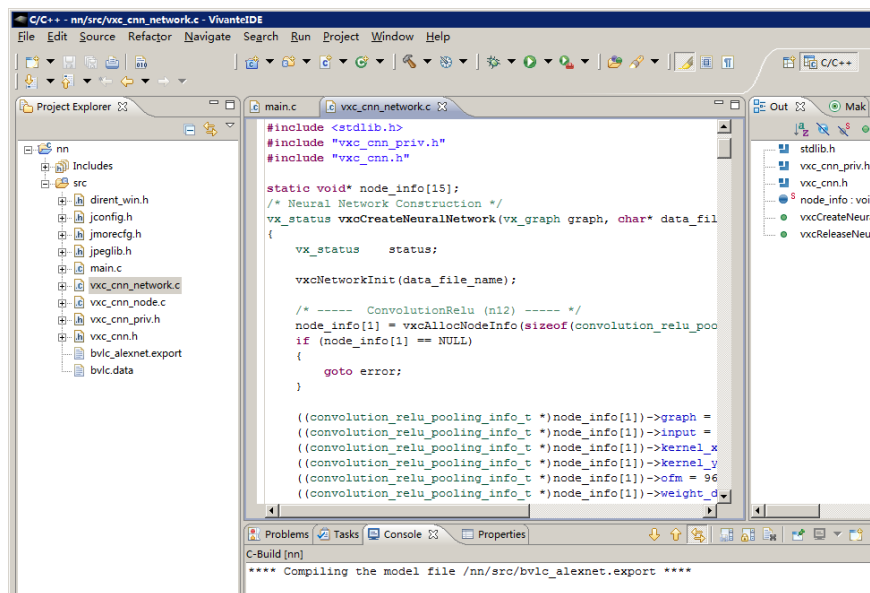 C/C++ - nn/src/vxc_cnn_network.c - VivanteIDE
File Edit Source Refactor Navigate Search Run Project Window Help
C/C++
Project Explorer
nn
Includes
src
dirent_win.h
jconfig.h
jmorecfg.h
jpeglib.h
main.c
vxc_cnn_network.c
vxc_cnn_node.c
vxc_cnn_priv.h
vxc_cnn.h
bvlc_alexnet.export
bvlc.data
main.c vxc_cnn_network.c
#include <stdlib.h>
#include "vxc_cnn_priv.h"
#include "vxc_cnn.h"
static void* node_info[15];
/* Neural Network Construction */
vx_status vxcCreateNeuralNetwork(vx_graph graph, char* data_fil
{
vx_status status;
vxcNetworkInit(data_file_name);
/* ----- ConvolutionRelu (n12) ----- */
node_info[1] = vxcAllocNodeInfo(sizeof(convolution_relu_poo
if (node_info[1] == NULL)
{
goto error;
}
((convolution_relu_pooling_info_t *)node_info[1])->graph =
((convolution_relu_pooling_info_t *)node_info[1])->input =
((convolution_relu_pooling_info_t *)node_info[1])->kernel_x
((convolution_relu_pooling_info_t *)node_info[1])->kernel_y
((convolution_relu_pooling_info_t *)node_info[1])->ofm = 96
((convolution_relu_pooling_info_t *)node_info[1])->weight_d
Out Mak
stdlib.h
vxc_cnn_priv.h
vxc_cnn.h
node_info : voi
vxcCreateNeura
vxcReleaseNeu
Problems Tasks Console Properties
C-Build [nn]
**** Compiling the model file /nn/src/bvlc_alexnet.export ****